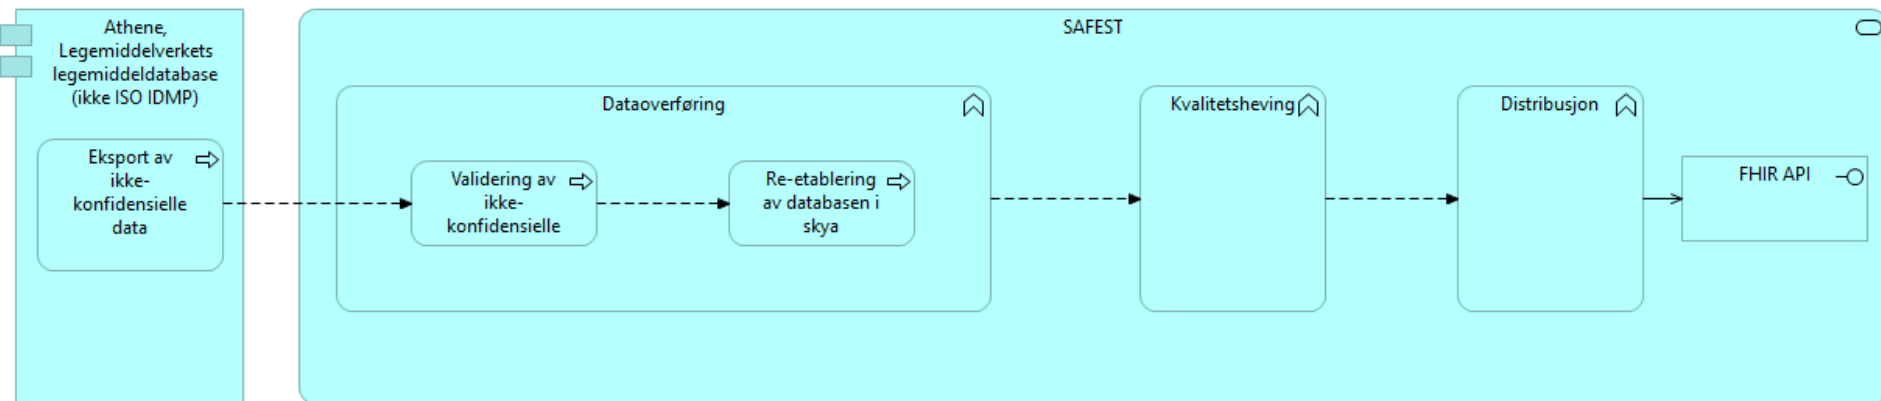 Athene,
Legemiddelverkets
legemiddeldatabase
(ikke ISO IDMP)
Eksport av
ikke-
konfidensielle
data
SAFEST
Dataoverføring
Validering av
ikke-
konfidensielle
Re-etablering
av databasen i
skya
Kvalitetsheving
Distribusjon
FHIR API